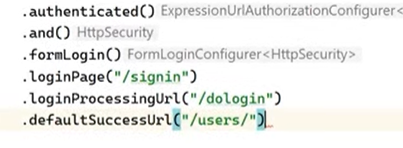 .authenticated() ExpressionUrlAuthorizationConfigurer<
.and() HttpSecurity
.formLogin() FormLoginConfigurer<HttpSecurity>
.loginPage("/signin")
.loginProcessingUrl("/dologin")
.defaultSuccessUrl("/users/")